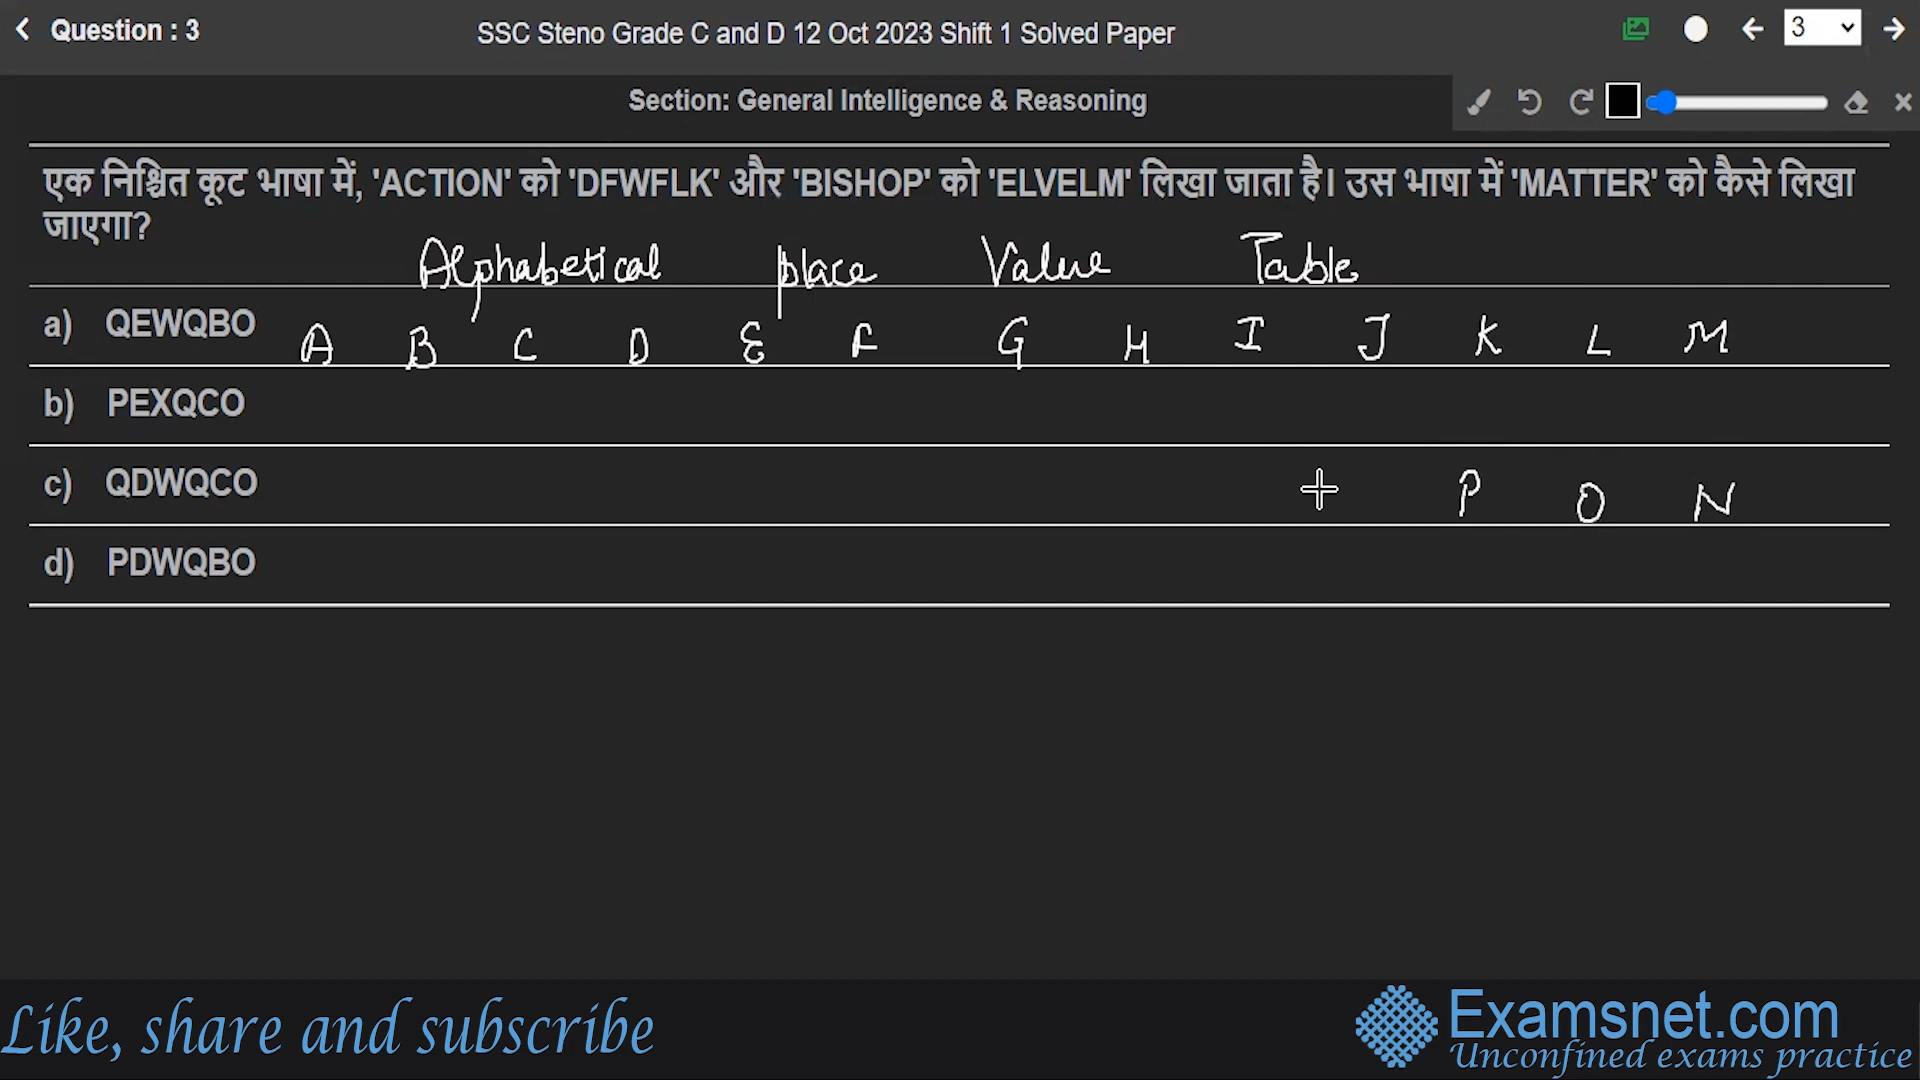 Question : 3
SSC Steno Grade C and D 12 Oct 2023 Shift 1 Solved Paper
3
Section: General Intelligence & Reasoning
एक निश्चित कूट भाषा में, 'ACTION' को 'DFWFLK' और 'BISHOP' को 'ELVELM' लिखा जाता है। उस भाषा में 'MATTER' को कैसे लिखा
जाएगा?
Alphabetical place Value Table
a) QEWQBO
A B C D E F G H I J K L M
b) PEXQCO
c) QDWQCO
P O N
d) PDWQBO
Like, share and subscribe
Examsnet.com
Unconfined exams practice